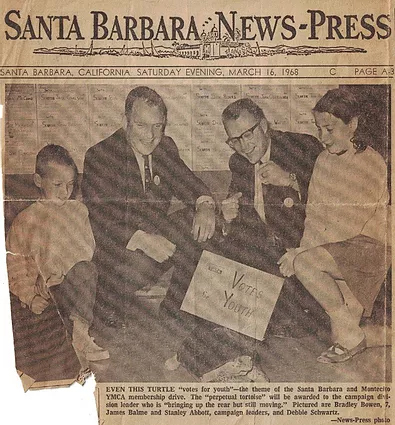 SANTA BARBARA NEWS-PRESS
SANTA BARBARA, CALIFORNIA SATURDAY EVENING, MARCH 16, 1968 C PAGE A-3
VOTES
YOUTH
EVEN THIS TURTLE "votes for youth"—the theme of the Santa Barbara and Montecito
YMCA membership drive. The "perpetual tortoise" will be awarded to the campaign divi-
sion leader who is "bringing up the rear but still moving." Pictured are Bradley Bowen, 7,
James Balme and Stanley Abbott, campaign leaders, and Debbie Schwartz.
—News-Press photo